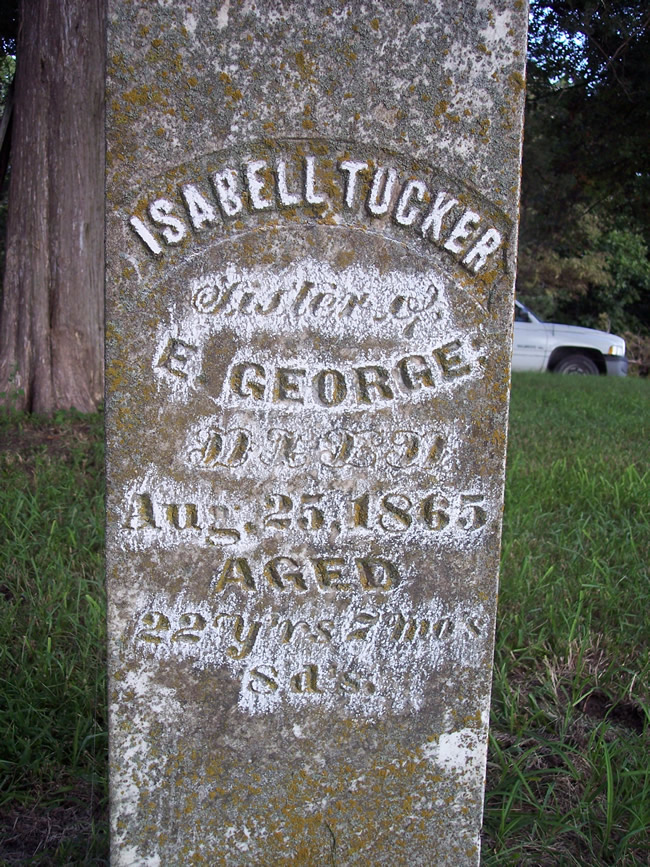 ISABELL TUCKER
Sister of
E. GEORGE.
DIED
Aug. 25, 1865
AGED
22 Y'rs 7 mo's
8 d's.